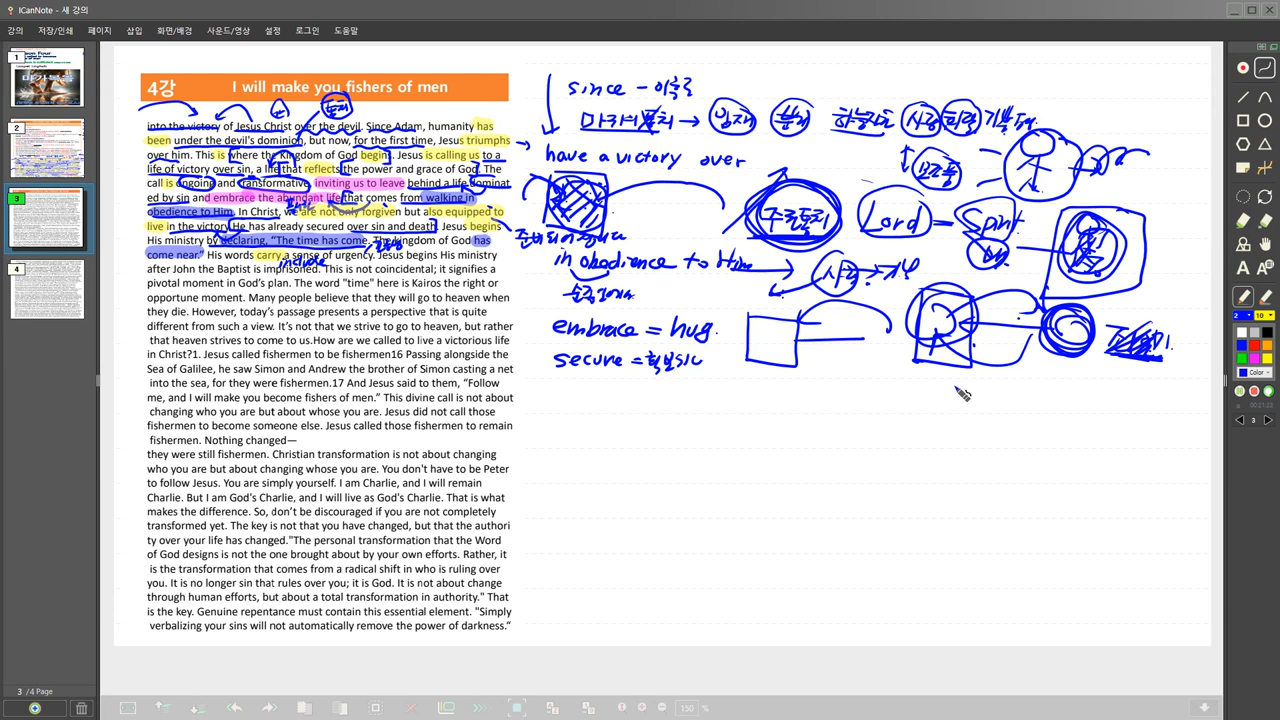 ICanNote - 새 강의
강의 저장/인쇄 페이지 삽입 화면/배경 사운드/영상 설정 로그인 도움말
1
2
3
4
4강 I will make you fishers of men
into the victory of Jesus Christ over the devil. Since Adam, humanity has
been under the devil's dominion, but now, for the first time, Jesus triumphs
over him. This is where the Kingdom of God begins. Jesus is calling us to a
life of victory over sin, a life that reflects the power and grace of God. The
call is ongoing and transformative, inviting us to leave behind a life dominat
ed by sin and embrace the abundant life that comes from walking in
obedience to Him. In Christ, we are not only forgiven but also equipped to
live in the victory He has already secured over sin and death. Jesus begins
His ministry by declaring, "The time has come. The kingdom of God has
come near." His words carry a sense of urgency. Jesus begins His ministry
include
after John the Baptist is imprisoned. This is not coincidental; it signifies a
pivotal moment in God's plan. The word "time" here is Kairos the right or
opportune moment. Many people believe that they will go to heaven when
they die. However, today's passage presents a perspective that is quite
different from such a view. It's not that we strive to go to heaven, but rather
that heaven strives to come to us.How are we called to live a victorious life
in Christ?1. Jesus called fishermen to be fishermen16 Passing alongside the
Sea of Galilee, he saw Simon and Andrew the brother of Simon casting a net
into the sea, for they were fishermen.17 And Jesus said to them, "Follow
me, and I will make you become fishers of men." This divine call is not about
changing who you are but about whose you are. Jesus did not call those
fishermen to become someone else. Jesus called those fishermen to remain
fishermen. Nothing changed—
they were still fishermen. Christian transformation is not about changing
who you are but about changing whose you are. You don't have to be Peter
to follow Jesus. You are simply yourself. I am Charlie, and I will remain
Charlie. But I am God's Charlie, and I will live as God's Charlie. That is what
makes the difference. So, don't be discouraged if you are not completely
transformed yet. The key is not that you have changed, but that the authori
ty over your life has changed."The personal transformation that the Word
of God designs is not the one brought about by your own efforts. Rather, it
is the transformation that comes from a radical shift in who is ruling over
you. It is no longer sin that rules over you; it is God. It is not about change
through human efforts, but about a total transformation in authority." That
is the key. Genuine repentance must contain this essential element. "Simply
verbalizing your sins will not automatically remove the power of darkness."
since - 이후로
→
have a victory over
Lord = Spirit
in obedience to Him
embrace = hug.
secure =
3 /4 Page
150 %
2 10
Color
00:21:22
3